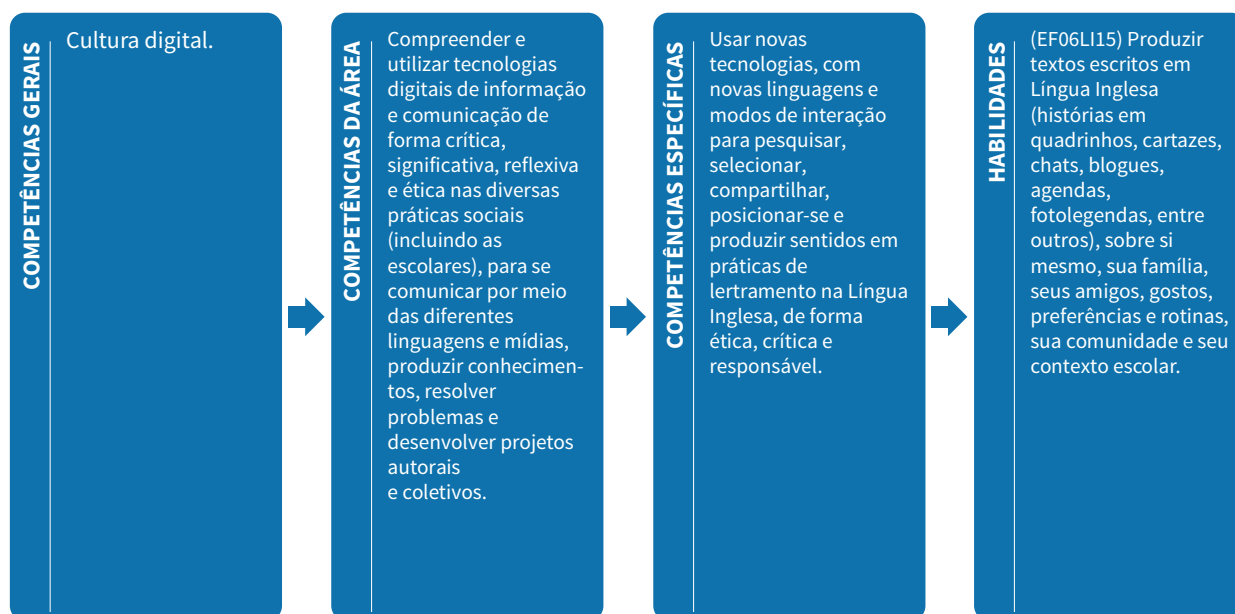 COMPETÊNCIAS GERAIS
Cultura digital.
COMPETÊNCIAS DA ÁREA
Compreender e
utilizar tecnologias
digitais de informação
e comunicação de
forma crítica,
significativa, reflexiva
e ética nas diversas
práticas sociais
(incluindo as
escolares), para se
comunicar por meio
das diferentes
linguagens e mídias,
produzir conhecimen-
tos, resolver
problemas e
desenvolver projetos
autorais
e coletivos.
COMPETÊNCIAS ESPECÍFICAS
Usar novas
tecnologias, com
novas linguagens e
modos de interação
para pesquisar,
selecionar,
compartilhar,
posicionar-se e
produzir sentidos em
práticas de
lertramento na Língua
Inglesa, de forma
ética, crítica e
responsável.
HABILIDADES
(EF06LI15) Produzir
textos escritos em
Língua Inglesa
(histórias em
quadrinhos, cartazes,
chats, blogues,
agendas,
fotolegendas, entre
outros), sobre si
mesmo, sua família,
seus amigos, gostos,
preferências e rotinas,
sua comunidade e seu
contexto escolar.